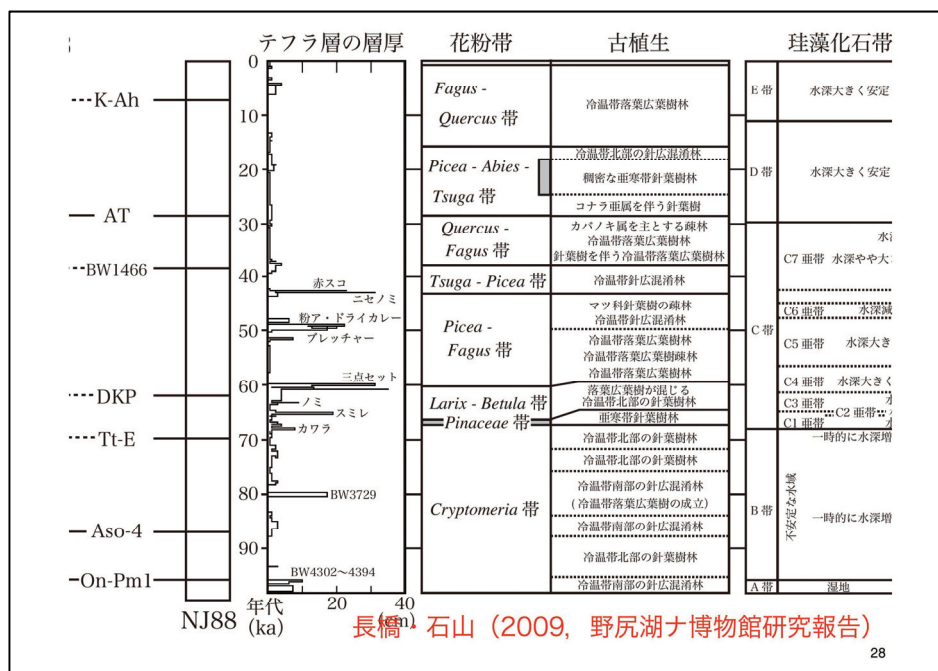 テフラ層の層厚
花粉帯
古植生
珪藻化石帯
K-Ah
AT
BW1466
DKP
Tt-E
Aso-4
On-Pm1
NJ88
0
10
20
30
40
50
60
70
80
90
年代
(ka)
20
40
(cm)
赤スコ
ニセノミ
粉ア・ドライカレー
ブレッチャー
三点セット
ノミ
スミレ
カワラ
BW3729
BW4302〜4394
Fagus -
Quercus 帯
Picea - Abies -
Tsuga 帯
Quercus -
Fagus 帯
Tsuga - Picea 帯
Picea -
Fagus 帯
Larix - Betula 帯
Pinaceae 帯
Cryptomeria 帯
冷温帯落葉広葉樹林
冷温帯北部の針広混淆林
稠密な亜寒帯針葉樹林
コナラ亜属を伴う針葉樹
カバノキ属を主とする疎林
冷温帯落葉広葉樹林
針葉樹を伴う冷温帯落葉広葉樹林
冷温帯針広混淆林
マツ科針葉樹の疎林
冷温帯針広混淆林
冷温帯落葉広葉樹林
冷温帯落葉広葉樹疎林
冷温帯落葉広葉樹林
落葉広葉樹が混じる
冷温帯北部の針葉樹林
亜寒帯針葉樹林
冷温帯北部の針葉樹林
冷温帯北部の針葉樹林
冷温帯南部の針広混淆林
(冷温帯落葉広葉樹の成立)
冷温帯南部の針広混淆林
冷温帯北部の針葉樹林
冷温帯南部の針広混淆林
E 帯
水深大きく安定
D 帯
水深大きく安定
C 帯
C7 亜帯
水深やや大
C6 亜帯
水深減
C5 亜帯
水深大き
C4 亜帯
水深大きく
C3 亜帯
C2 亜帯
C1 亜帯
一時的に水深増
B 帯
不安定な水域
一時的に水深増
A 帯
湿地
長橋・石山（2009，野尻湖ナ博物館研究報告）
28